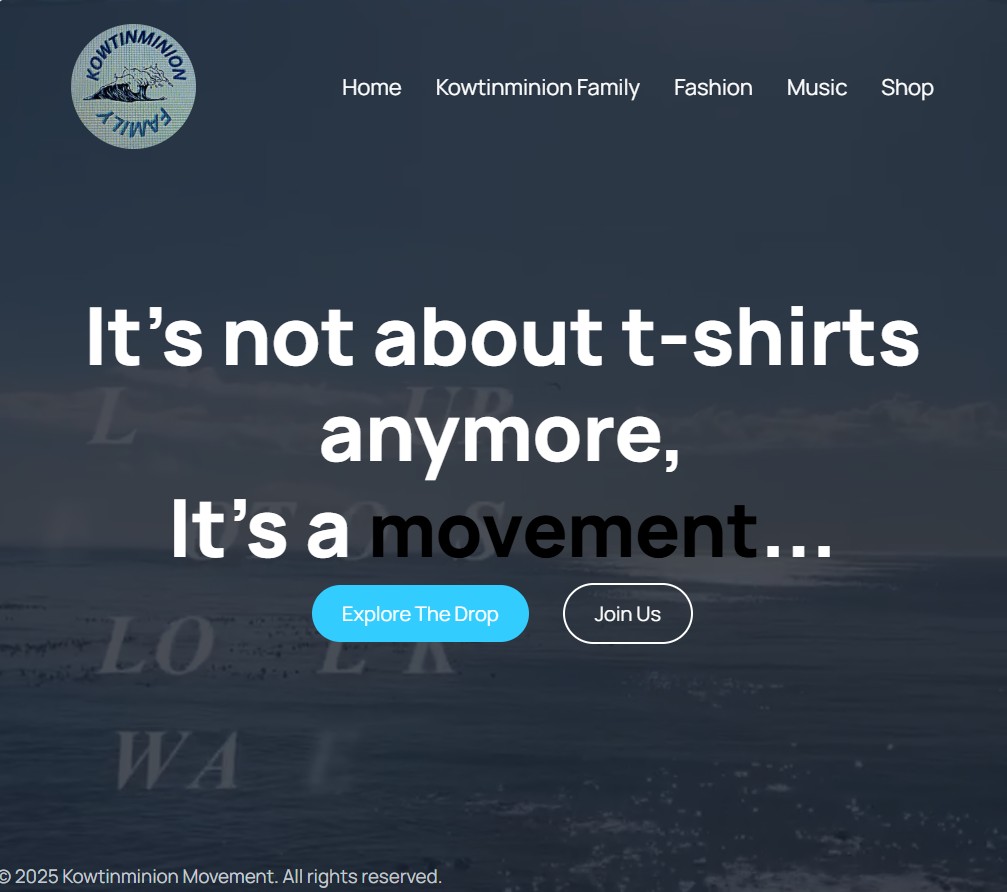 KOWTINMINION
FAMILY
Home Kowtinminion Family Fashion Music Shop
It’s not about t-shirts
anymore,
It’s a movement...
Explore The Drop Join Us
© 2025 Kowtinminion Movement. All rights reserved.